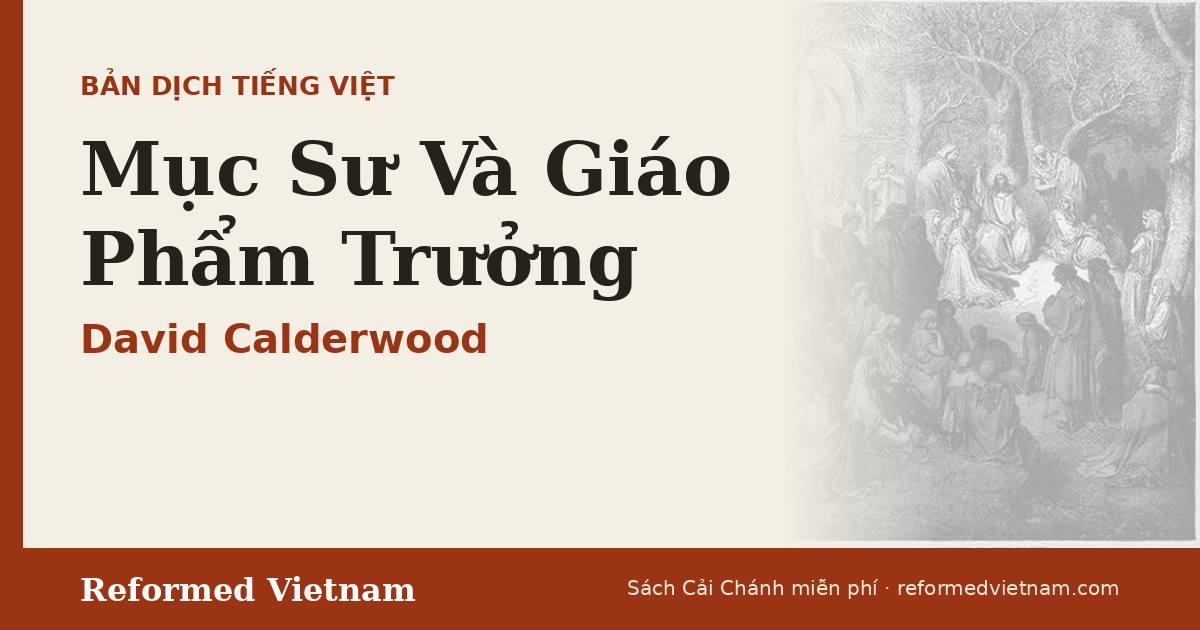 BẢN DỊCH TIẾNG VIỆT
Mục Sư Và Giáo
Phẩm Trưởng
David Calderwood
Reformed Vietnam
Sách Cải Chánh miễn phí · reformedvietnam.com